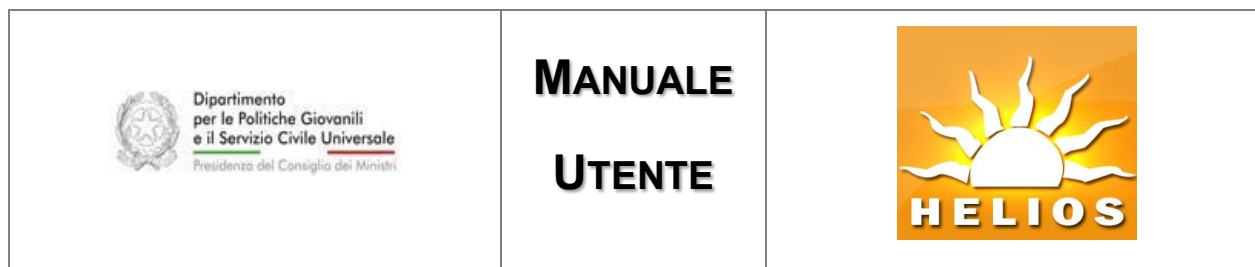 Dipartimento
per le Politiche Giovanili
e il Servizio Civile Universale
Presidenza del Consiglio dei Ministri
MANUALE
UTENTE
HELIOS